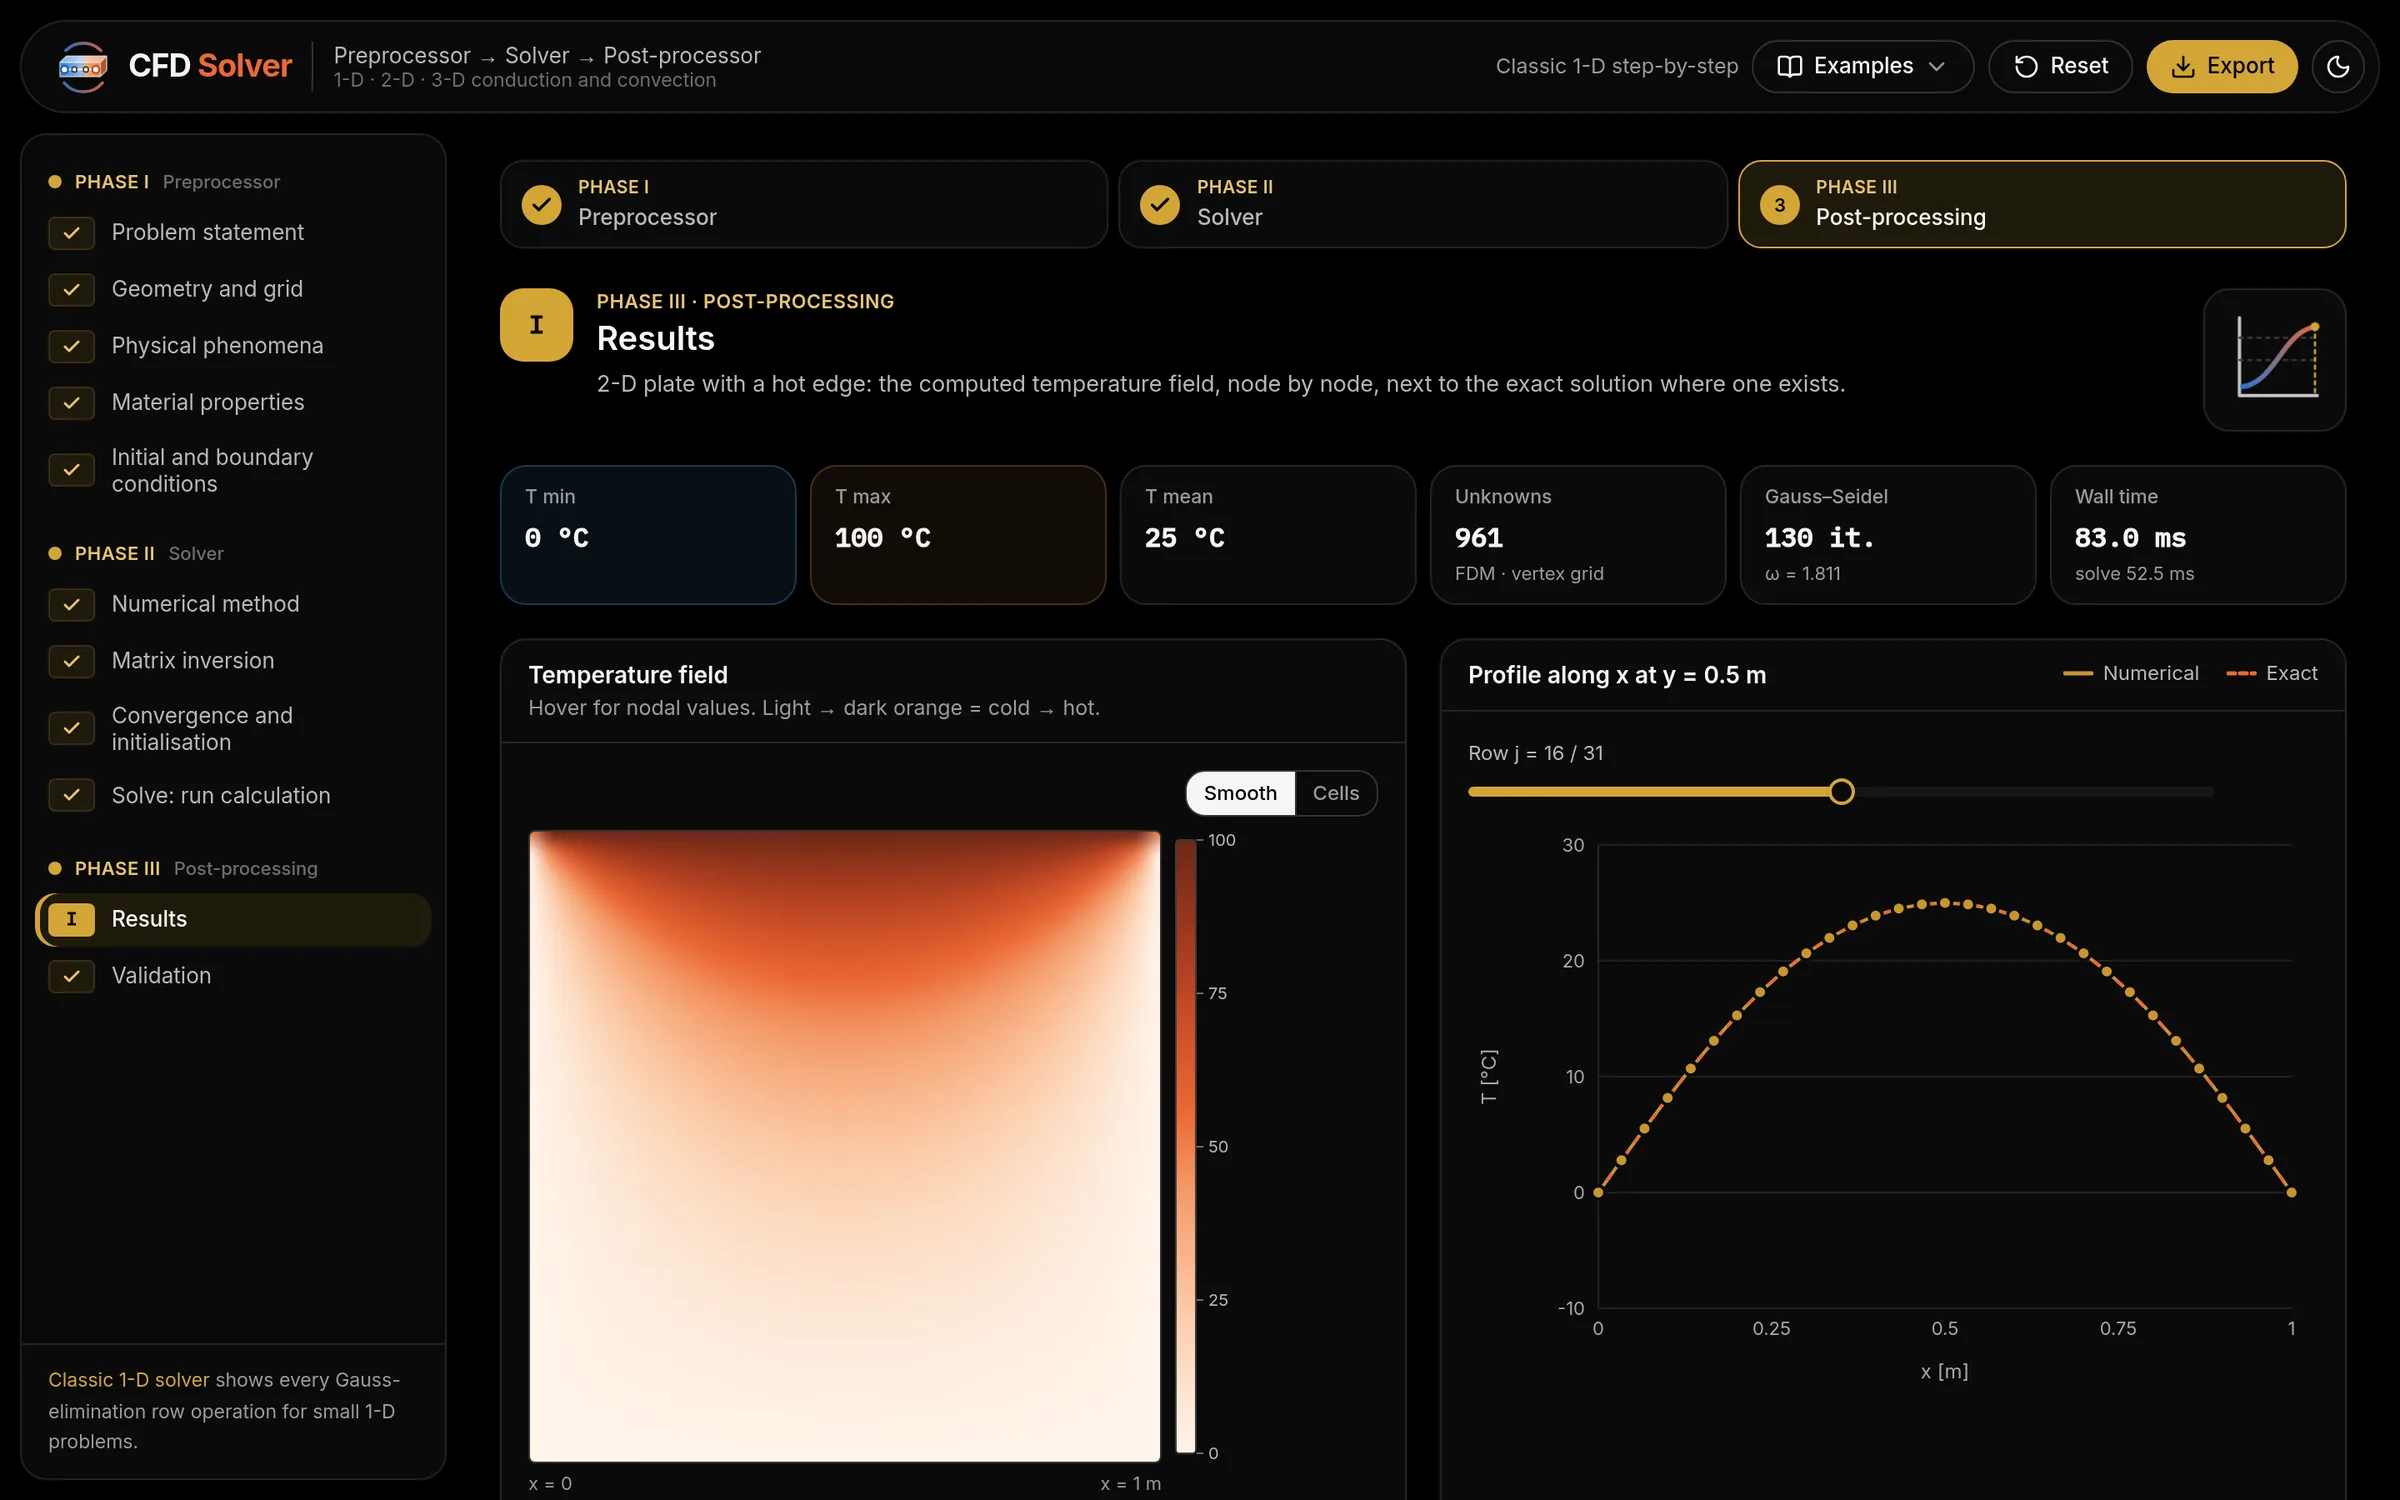 CFD Solver
Preprocessor → Solver → Post-processor
1-D · 2-D · 3-D conduction and convection
Classic 1-D step-by-step
Examples
Reset
Export
PHASE I Preprocessor
Problem statement
Geometry and grid
Physical phenomena
Material properties
Initial and boundary
conditions
PHASE II Solver
Numerical method
Matrix inversion
Convergence and
initialisation
Solve: run calculation
PHASE III Post-processing
I Results
Validation
Classic 1-D solver shows every Gauss-
elimination row operation for small 1-D
problems.
PHASE I
Preprocessor
PHASE II
Solver
3
PHASE III
Post-processing
I
PHASE III · POST-PROCESSING
Results
2-D plate with a hot edge: the computed temperature field, node by node, next to the exact solution where one exists.
T min
0 °C
T max
100 °C
T mean
25 °C
Unknowns
961
FDM · vertex grid
Gauss–Seidel
130 it.
ω = 1.811
Wall time
83.0 ms
solve 52.5 ms
Temperature field
Hover for nodal values. Light → dark orange = cold → hot.
Smooth
Cells
100
75
50
25
0
x = 0
x = 1 m
Profile along x at y = 0.5 m
Numerical
Exact
Row j = 16 / 31
30
20
10
0
-10
T [°C]
0
0.25
0.5
0.75
1
x [m]